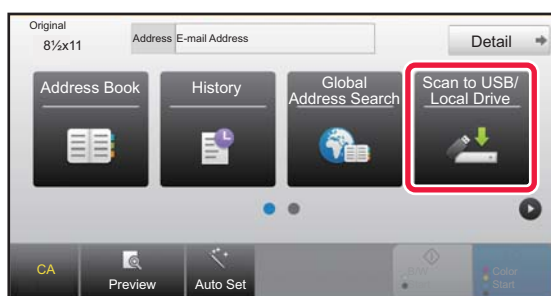 Original
8½x11
Address E-mail Address
Detail
Address Book
History
Global
Address Search
Scan to USB/
Local Drive
CA
Preview
Auto Set
B/W
Start
Color
Start